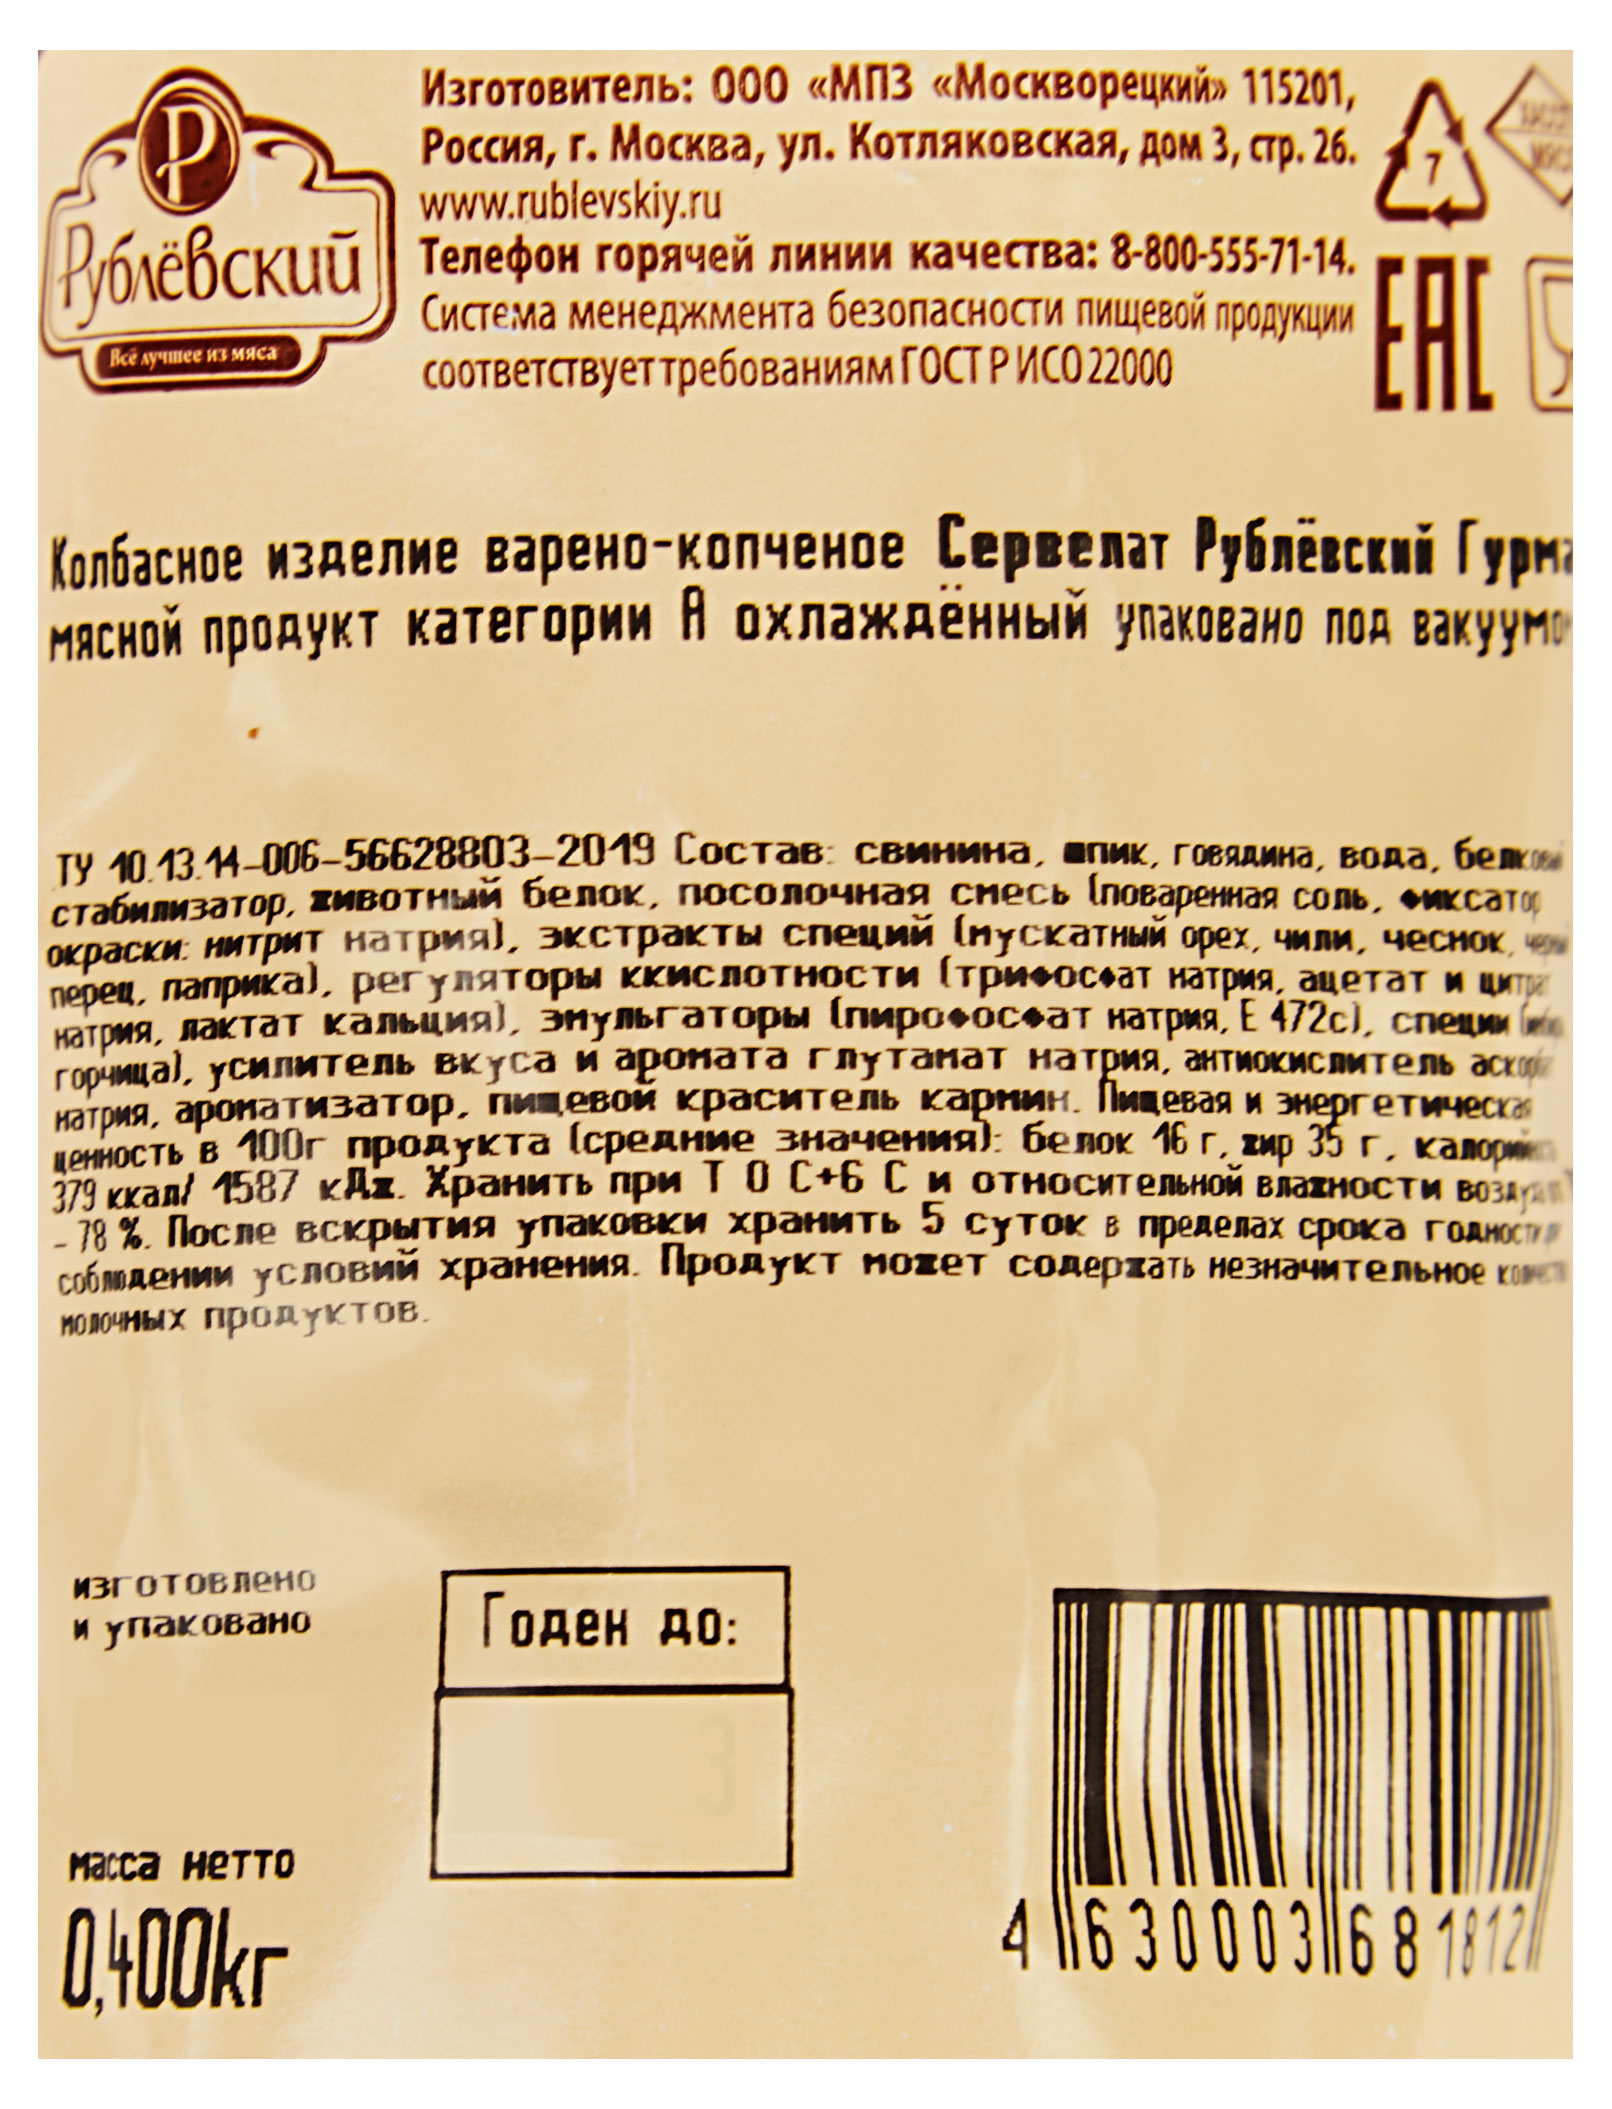 Изготовитель: ООО «МПЗ «Москворецкий» 115201,
Россия, г. Москва, ул. Котляковская, дом 3, стр. 26.
www.rublevskiy.ru
Телефон горячей линии качества: 8-800-555-71-14.
Система менеджмента безопасности пищевой продукции
соответствует требованиям ГОСТ Р ИСО 22000
Р
Рублёвский
Всё лучшее из мяса
7
ЕАС
Колбасное изделие варено-копченое Сервелат Рублёвский Гурма
мясной продукт категории А охлаждённый упаковано под вакуумо
ТУ 10.13.14-006-56628803-2019 Состав: свинина, шпик, говядина, вода, белковый
стабилизатор, животный белок, посолочная смесь (поваренная соль, фиксатор
окраски: нитрит натрия), экстракты специй (мускатный орех, чили, чеснок,
перец, паприка), регуляторы ккислотности (трифосфат натрия, ацетат и цитрат
натрия, лактат кальция), эмульгаторы (пирофосфат натрия, Е 472с), специи
горчица), усилитель вкуса и аромата глутамат натрия, антиокислитель
натрия, ароматизатор, пищевой краситель кармин. Пищевая и энергетическая
ценность в 100г продукта (средние значения): белок 16 г, жир 35 г,
379 ккал/ 1587 кДж. Хранить при Т 0 С+6 С и относительной влажности
- 78 %. После вскрытия упаковки хранить 5 суток в пределах срока годности
соблюдении условий хранения. Продукт может содержать незначительное
молочных продуктов.
изготовлено
и упаковано
Годен до:
масса нетто
0,400кг
4 630003 681812